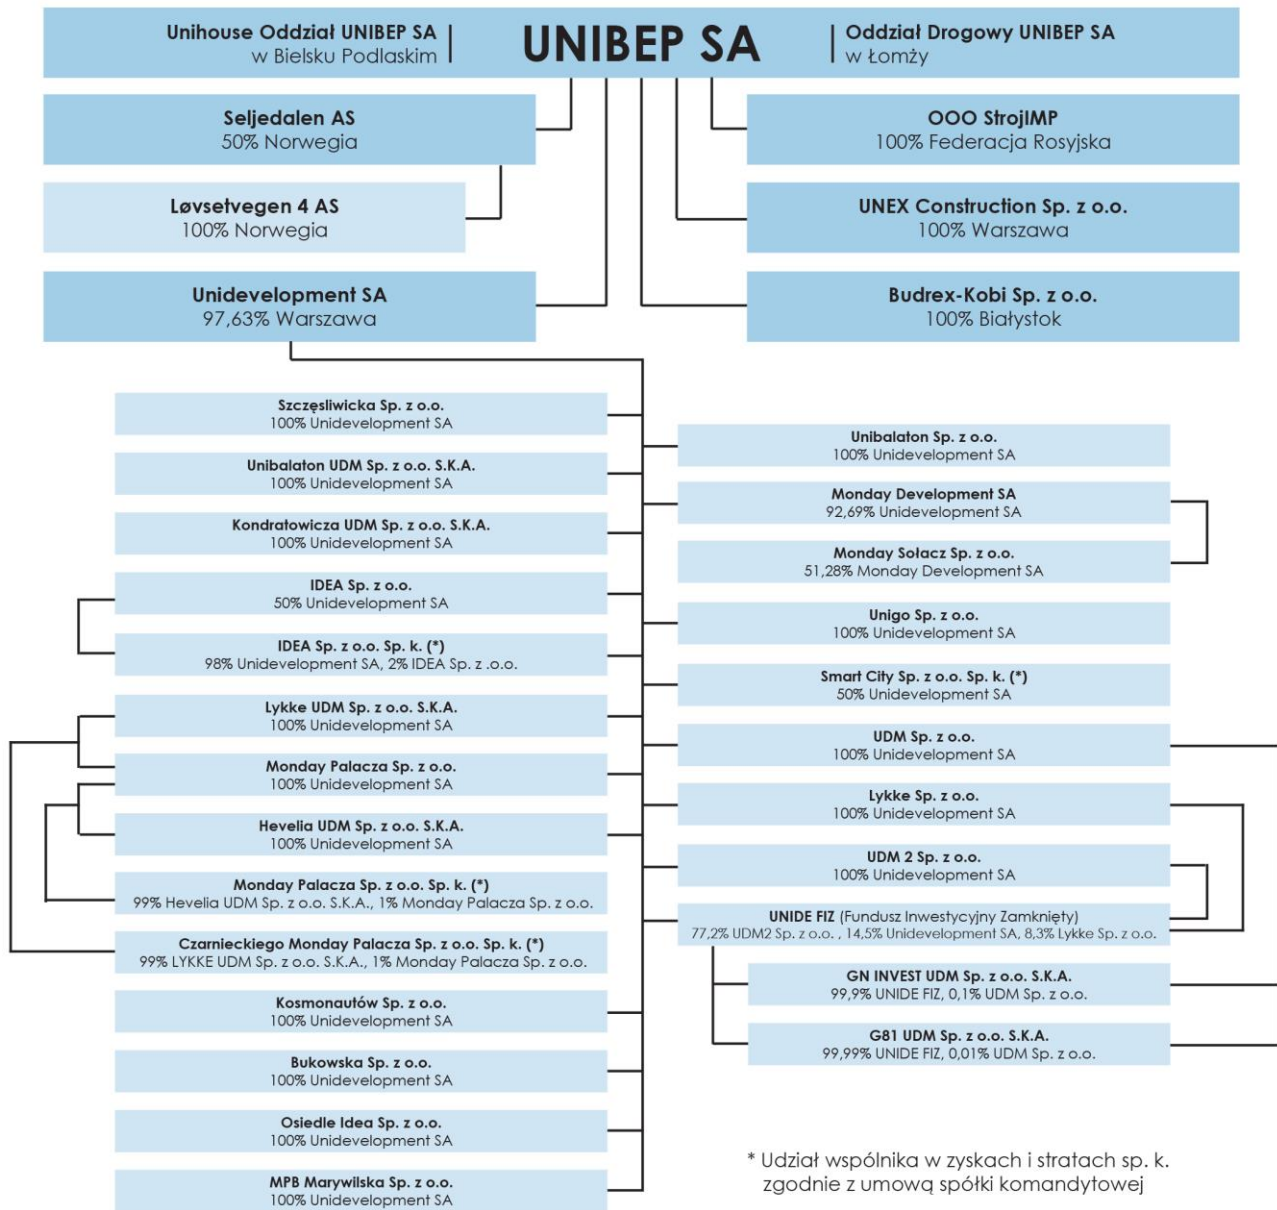 Unihouse Oddział UNIBEP SA
w Bielsku Podlaskim
UNIBEP SA
Oddział Drogowy UNIBEP SA
w Łomży
Seljedalen AS
50% Norwegia
OOO StrojIMP
100% Federacja Rosyjska
Løvsetvegen 4 AS
100% Norwegia
UNEX Construction Sp. z o.o.
100% Warszawa
Unidevelopment SA
97,63% Warszawa
Budrex-Kobi Sp. z o.o.
100% Białystok
Szczęsliwicka Sp. z o.o.
100% Unidevelopment SA
Unibalaton UDM Sp. z o.o. S.K.A.
100% Unidevelopment SA
Kondratowicza UDM Sp. z o.o. S.K.A.
100% Unidevelopment SA
IDEA Sp. z o.o.
50% Unidevelopment SA
IDEA Sp. z o.o. Sp. k. (*)
98% Unidevelopment SA, 2% IDEA Sp. z .o.o.
Lykke UDM Sp. z o.o. S.K.A.
100% Unidevelopment SA
Monday Palacza Sp. z o.o.
100% Unidevelopment SA
Hevelia UDM Sp. z o.o. S.K.A.
100% Unidevelopment SA
Monday Palacza Sp. z o.o. Sp. k. (*)
99% Hevelia UDM Sp. z o.o. S.K.A., 1% Monday Palacza Sp. z o.o.
Czarnieckiego Monday Palacza Sp. z o.o. Sp. k. (*)
99% LYKKE UDM Sp. z o.o. S.K.A., 1% Monday Palacza Sp. z o.o.
Kosmonautów Sp. z o.o.
100% Unidevelopment SA
Bukowska Sp. z o.o.
100% Unidevelopment SA
Osiedle Idea Sp. z o.o.
100% Unidevelopment SA
MPB Marywilska Sp. z o.o.
100% Unidevelopment SA
Unibalaton Sp. z o.o.
100% Unidevelopment SA
Monday Development SA
92,69% Unidevelopment SA
Monday Sołacz Sp. z o.o.
51,28% Monday Development SA
Unigo Sp. z o.o.
100% Unidevelopment SA
Smart City Sp. z o.o. Sp. k. (*)
50% Unidevelopment SA
UDM Sp. z o.o.
100% Unidevelopment SA
Lykke Sp. z o.o.
100% Unidevelopment SA
UDM 2 Sp. z o.o.
100% Unidevelopment SA
UNIDE FIZ (Fundusz Inwestycyjny Zamknięty)
77,2% UDM2 Sp. z o.o. , 14,5% Unidevelopment SA, 8,3% Lykke Sp. z o.o.
GN INVEST UDM Sp. z o.o. S.K.A.
99,9% UNIDE FIZ, 0,1% UDM Sp. z o.o.
G81 UDM Sp. z o.o. S.K.A.
99,99% UNIDE FIZ, 0,01% UDM Sp. z o.o.
* Udział wspólnika w zyskach i stratach sp. k.
zgodnie z umową spółki komandytowej